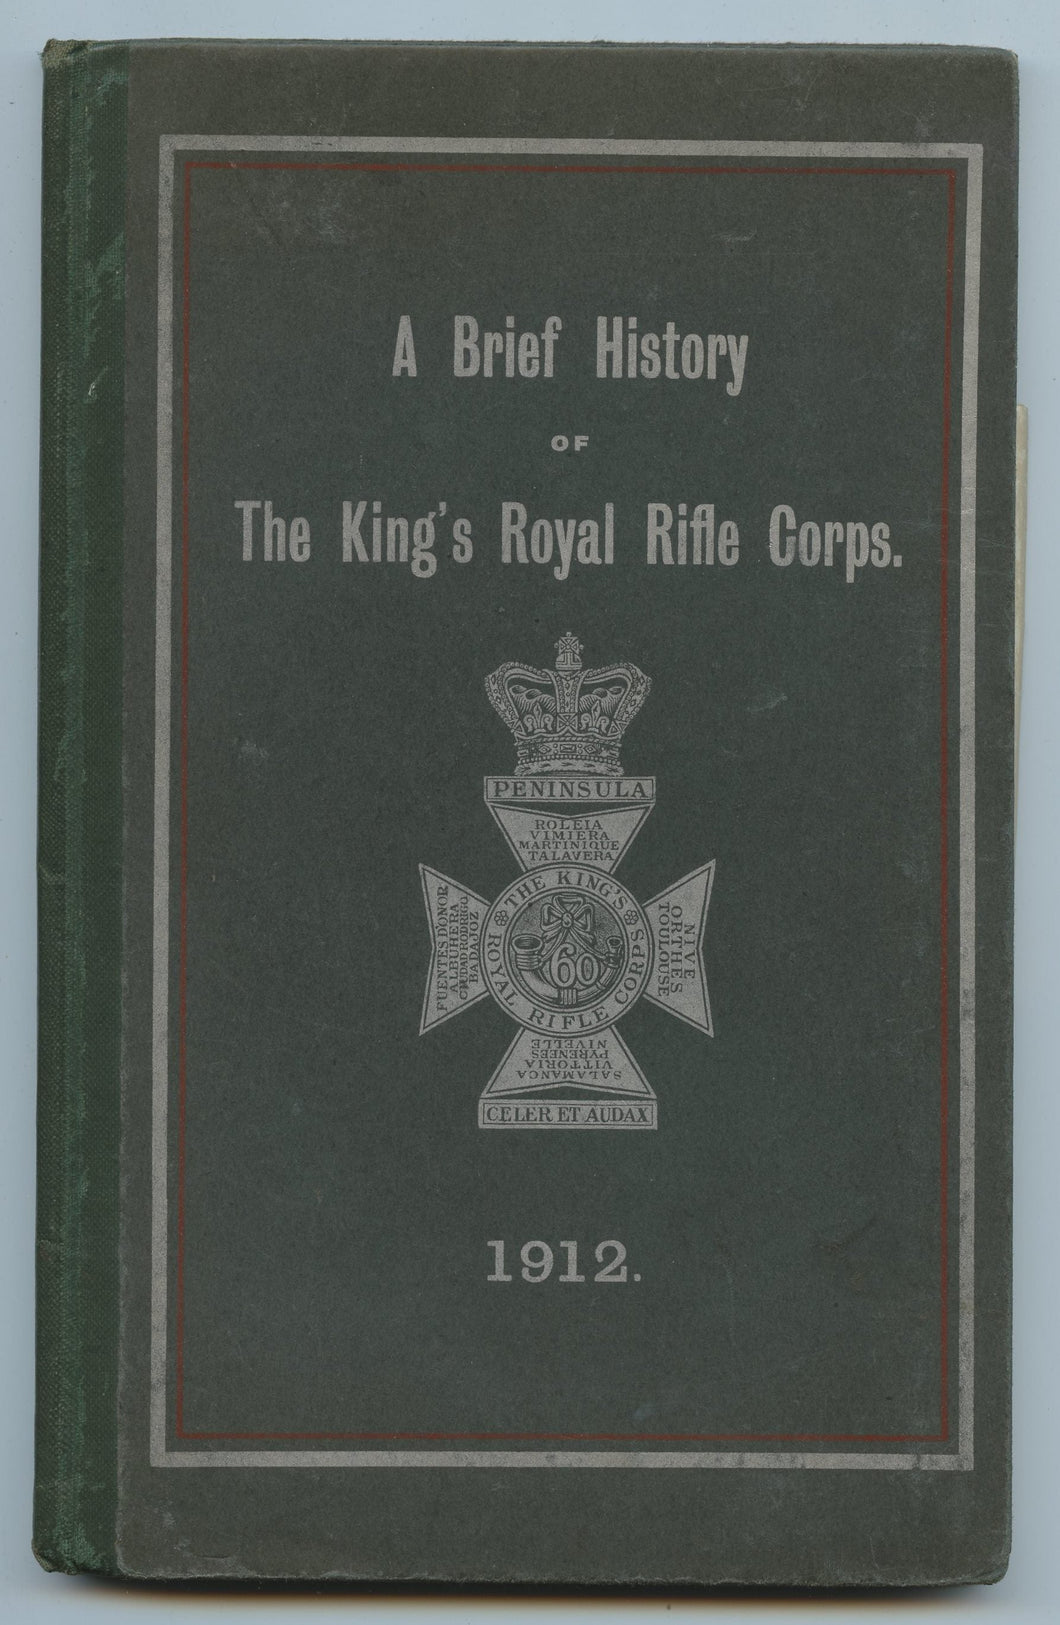 A Brief History
OF
The King's Royal Rifle Corps.
PENINSULA
ROLEIA
VIMIERA
MARTINIQUE
TALAVERA
FUENTES D'ONOR
ALBUHERA
CIUDAD RODRIGO
BADAJOZ
THE KING'S
ROYAL RIFLE CORPS
60
NIVE
ORTHES
TOULOUSE
SALAMANCA
VITTORIA
PYRENEES
NIVELLE
CELER ET AUDAX
1912.